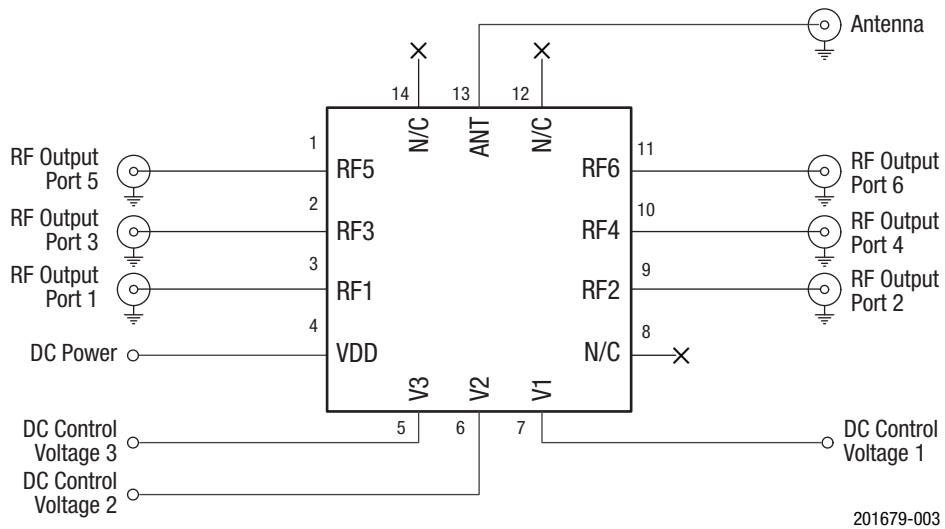 Antenna
14
13
12
N/C
ANT
N/C
1
11
RF Output
Port 5
RF5
RF6
RF Output
Port 6
2
10
RF Output
Port 3
RF3
RF4
RF Output
Port 4
3
9
RF Output
Port 1
RF1
RF2
RF Output
Port 2
4
8
DC Power
VDD
N/C
V3
V2
V1
5
6
7
DC Control
Voltage 3
DC Control
Voltage 1
DC Control
Voltage 2
201679-003